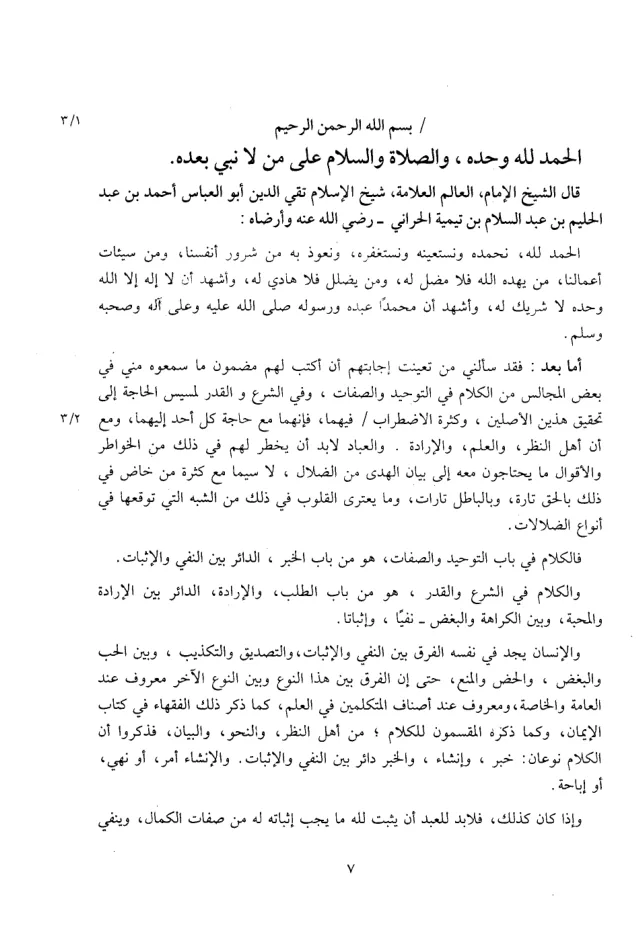 ٣/١
/ بسم الله الرحمن الرحيم
الحمد لله وحده ، والصلاة والسلام على من لا نبي بعده.
قال الشيخ الإمام، العالم العلامة، شيخ الإسلام تقي الدين أبو العباس أحمد بن عبد
الحليم بن عبد السلام بن تيمية الحراني ـ رضي الله عنه وأرضاه :
الحمد لله، نحمده ونستعينه ونستغفره، ونعوذ به من شرور أنفسنا، ومن سيئات
أعمالنا، من يهده الله فلا مضل له، ومن يضلل فلا هادي له، وأشهد أن لا إله إلا الله
وحده لا شريك له، وأشهد أن محمدًا عبده ورسوله صلى الله عليه وعلى آله وصحبه
وسلم.
أما بعد : فقد سألني من تعينت إجابتهم أن أكتب لهم مضمون ما سمعوه مني في
بعض المجالس من الكلام في التوحيد والصفات ، وفي الشرع و القدر لمسيس الحاجة إلى
تحقيق هذين الأصلين ، وكثرة الاضطراب / فيهما، فإنهما مع حاجة كل أحد إليهما، ومع
٣/٢
أن أهل النظر، والعلم، والإرادة . والعباد لابد أن يخطر لهم في ذلك من الخواطر
والأقوال ما يحتاجون معه إلى بيان الهدى من الضلال ، لا سيما مع كثرة من خاض في
ذلك بالحق تارة، وبالباطل تارات، وما يعترى القلوب في ذلك من الشبه التي توقعها في
أنواع الضلالات.
فالكلام في باب التوحيد والصفات، هو من باب الخبر ، الدائر بين النفي والإثبات.
والكلام في الشرع والقدر ، هو من باب الطلب، والإرادة، الدائر بين الإرادة
والمحبة، وبين الكراهة والبغض ـ نفيًا ، وإثباتا.
والإنسان يجد في نفسه الفرق بين النفي والإثبات،والتصديق والتكذيب ، وبين الحب
والبغض ، والحض والمنع، حتى إن الفرق بين هذا النوع وبين النوع الآخر معروف عند
العامة والخاصة،ومعروف عند أصناف المتكلمين في العلم، كما ذكر ذلك الفقهاء في كتاب
الإيمان، وكما ذكره المقسمون للكلام ؛ من أهل النظر، والنحو، والبيان، فذكروا أن
الكلام نوعان: خبر ، وإنشاء ، والخبر دائر بين النفي والإثبات. والإنشاء أمر، أو نهي،
أو إباحة.
وإذا كان كذلك، فلابد للعبد أن يثبت لله ما يجب إثباته له من صفات الكمال، وينفي
٧